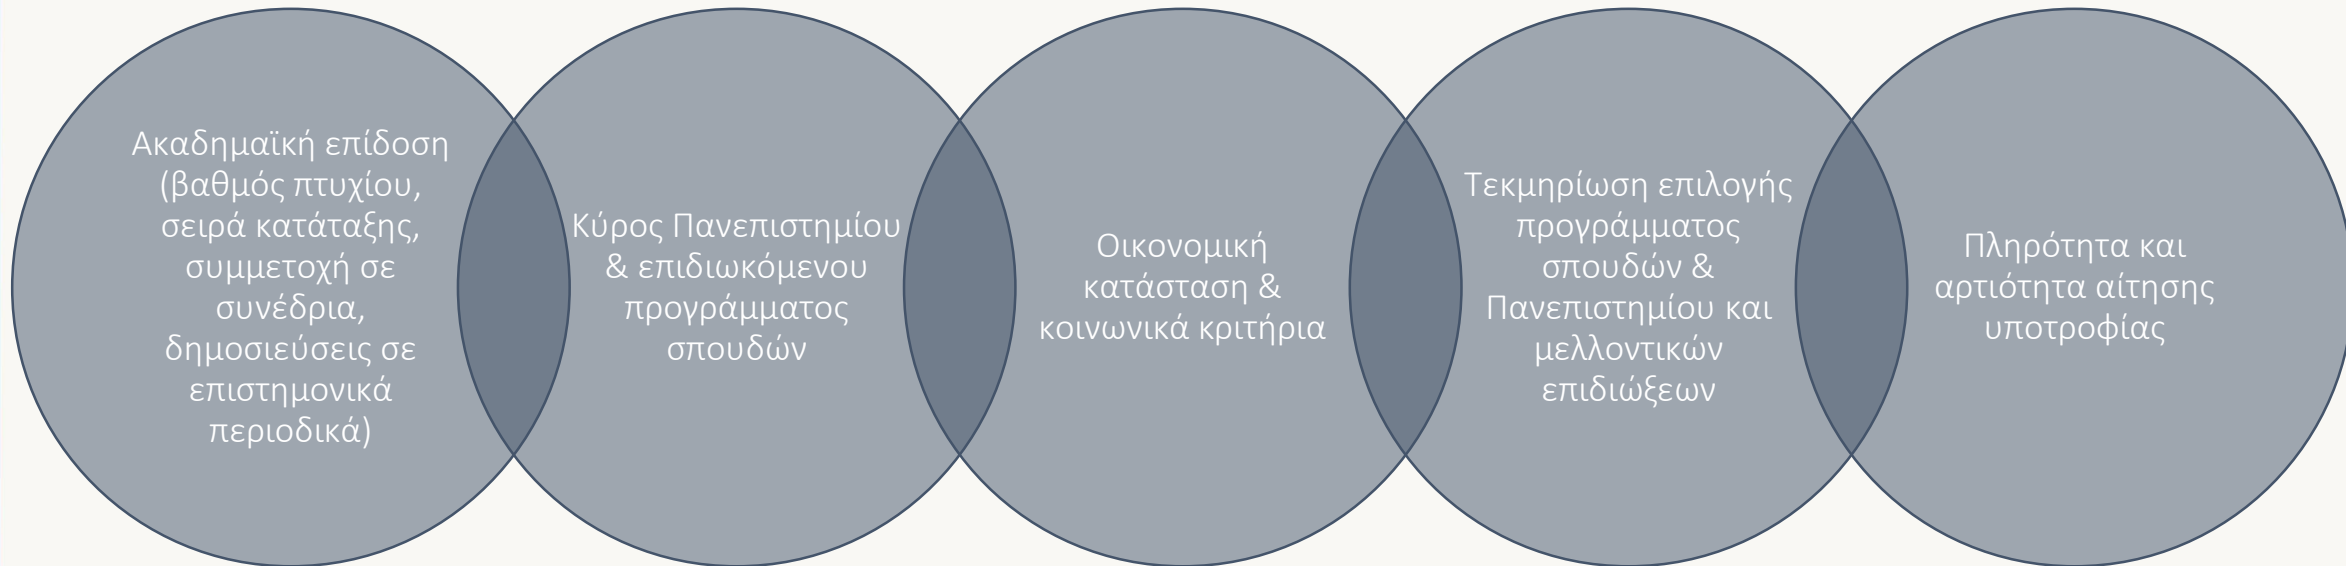 Ακαδημαϊκή επίδοση
(βαθμός πτυχίου,
σειρά κατάταξης,
συμμετοχή σε
συνέδρια,
δημοσιεύσεις σε
επιστημονικά
περιοδικά)
Κύρος Πανεπιστημίου
& επιδιωκόμενου
προγράμματος
σπουδών
Οικονομική
κατάσταση &
κοινωνικά κριτήρια
Τεκμηρίωση επιλογής
προγράμματος
σπουδών &
Πανεπιστημίου και
μελλοντικών
επιδιώξεων
Πληρότητα και
αρτιότητα αίτησης
υποτροφίας